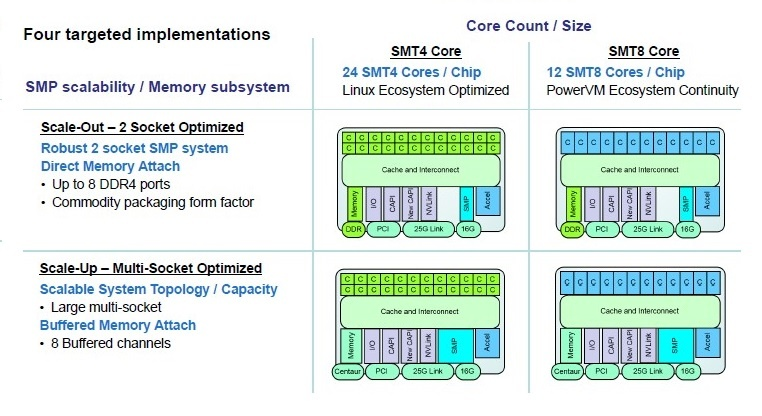 Four targeted implementations
Core Count / Size
SMP scalability / Memory subsystem
SMT4 Core
24 SMT4 Cores / Chip
Linux Ecosystem Optimized
SMT8 Core
12 SMT8 Cores / Chip
PowerVM Ecosystem Continuity
Scale-Out – 2 Socket Optimized
Robust 2 socket SMP system
Direct Memory Attach
• Up to 8 DDR4 ports
• Commodity packaging form factor
C C C C C C C C C C C C
C C C C C C C C C C C C
Cache and Interconnect
Memory I/O CAPI New CAPI NVLink SMP Accel
DDR PCI 25G Link 16G
C C C C C C C C C C C C
Cache and Interconnect
Memory I/O CAPI New CAPI NVLink SMP Accel
DDR PCI 25G Link 16G
Scale-Up – Multi-Socket Optimized
Scalable System Topology / Capacity
• Large multi-socket
Buffered Memory Attach
• 8 Buffered channels
C C C C C C C C C C C C
C C C C C C C C C C C C
Cache and Interconnect
Memory I/O CAPI New CAPI NVLink SMP Accel
Centaur PCI 25G Link 16G
C C C C C C C C C C C C
Cache and Interconnect
Memory I/O CAPI New CAPI NVLink SMP Accel
Centaur PCI 25G Link 16G